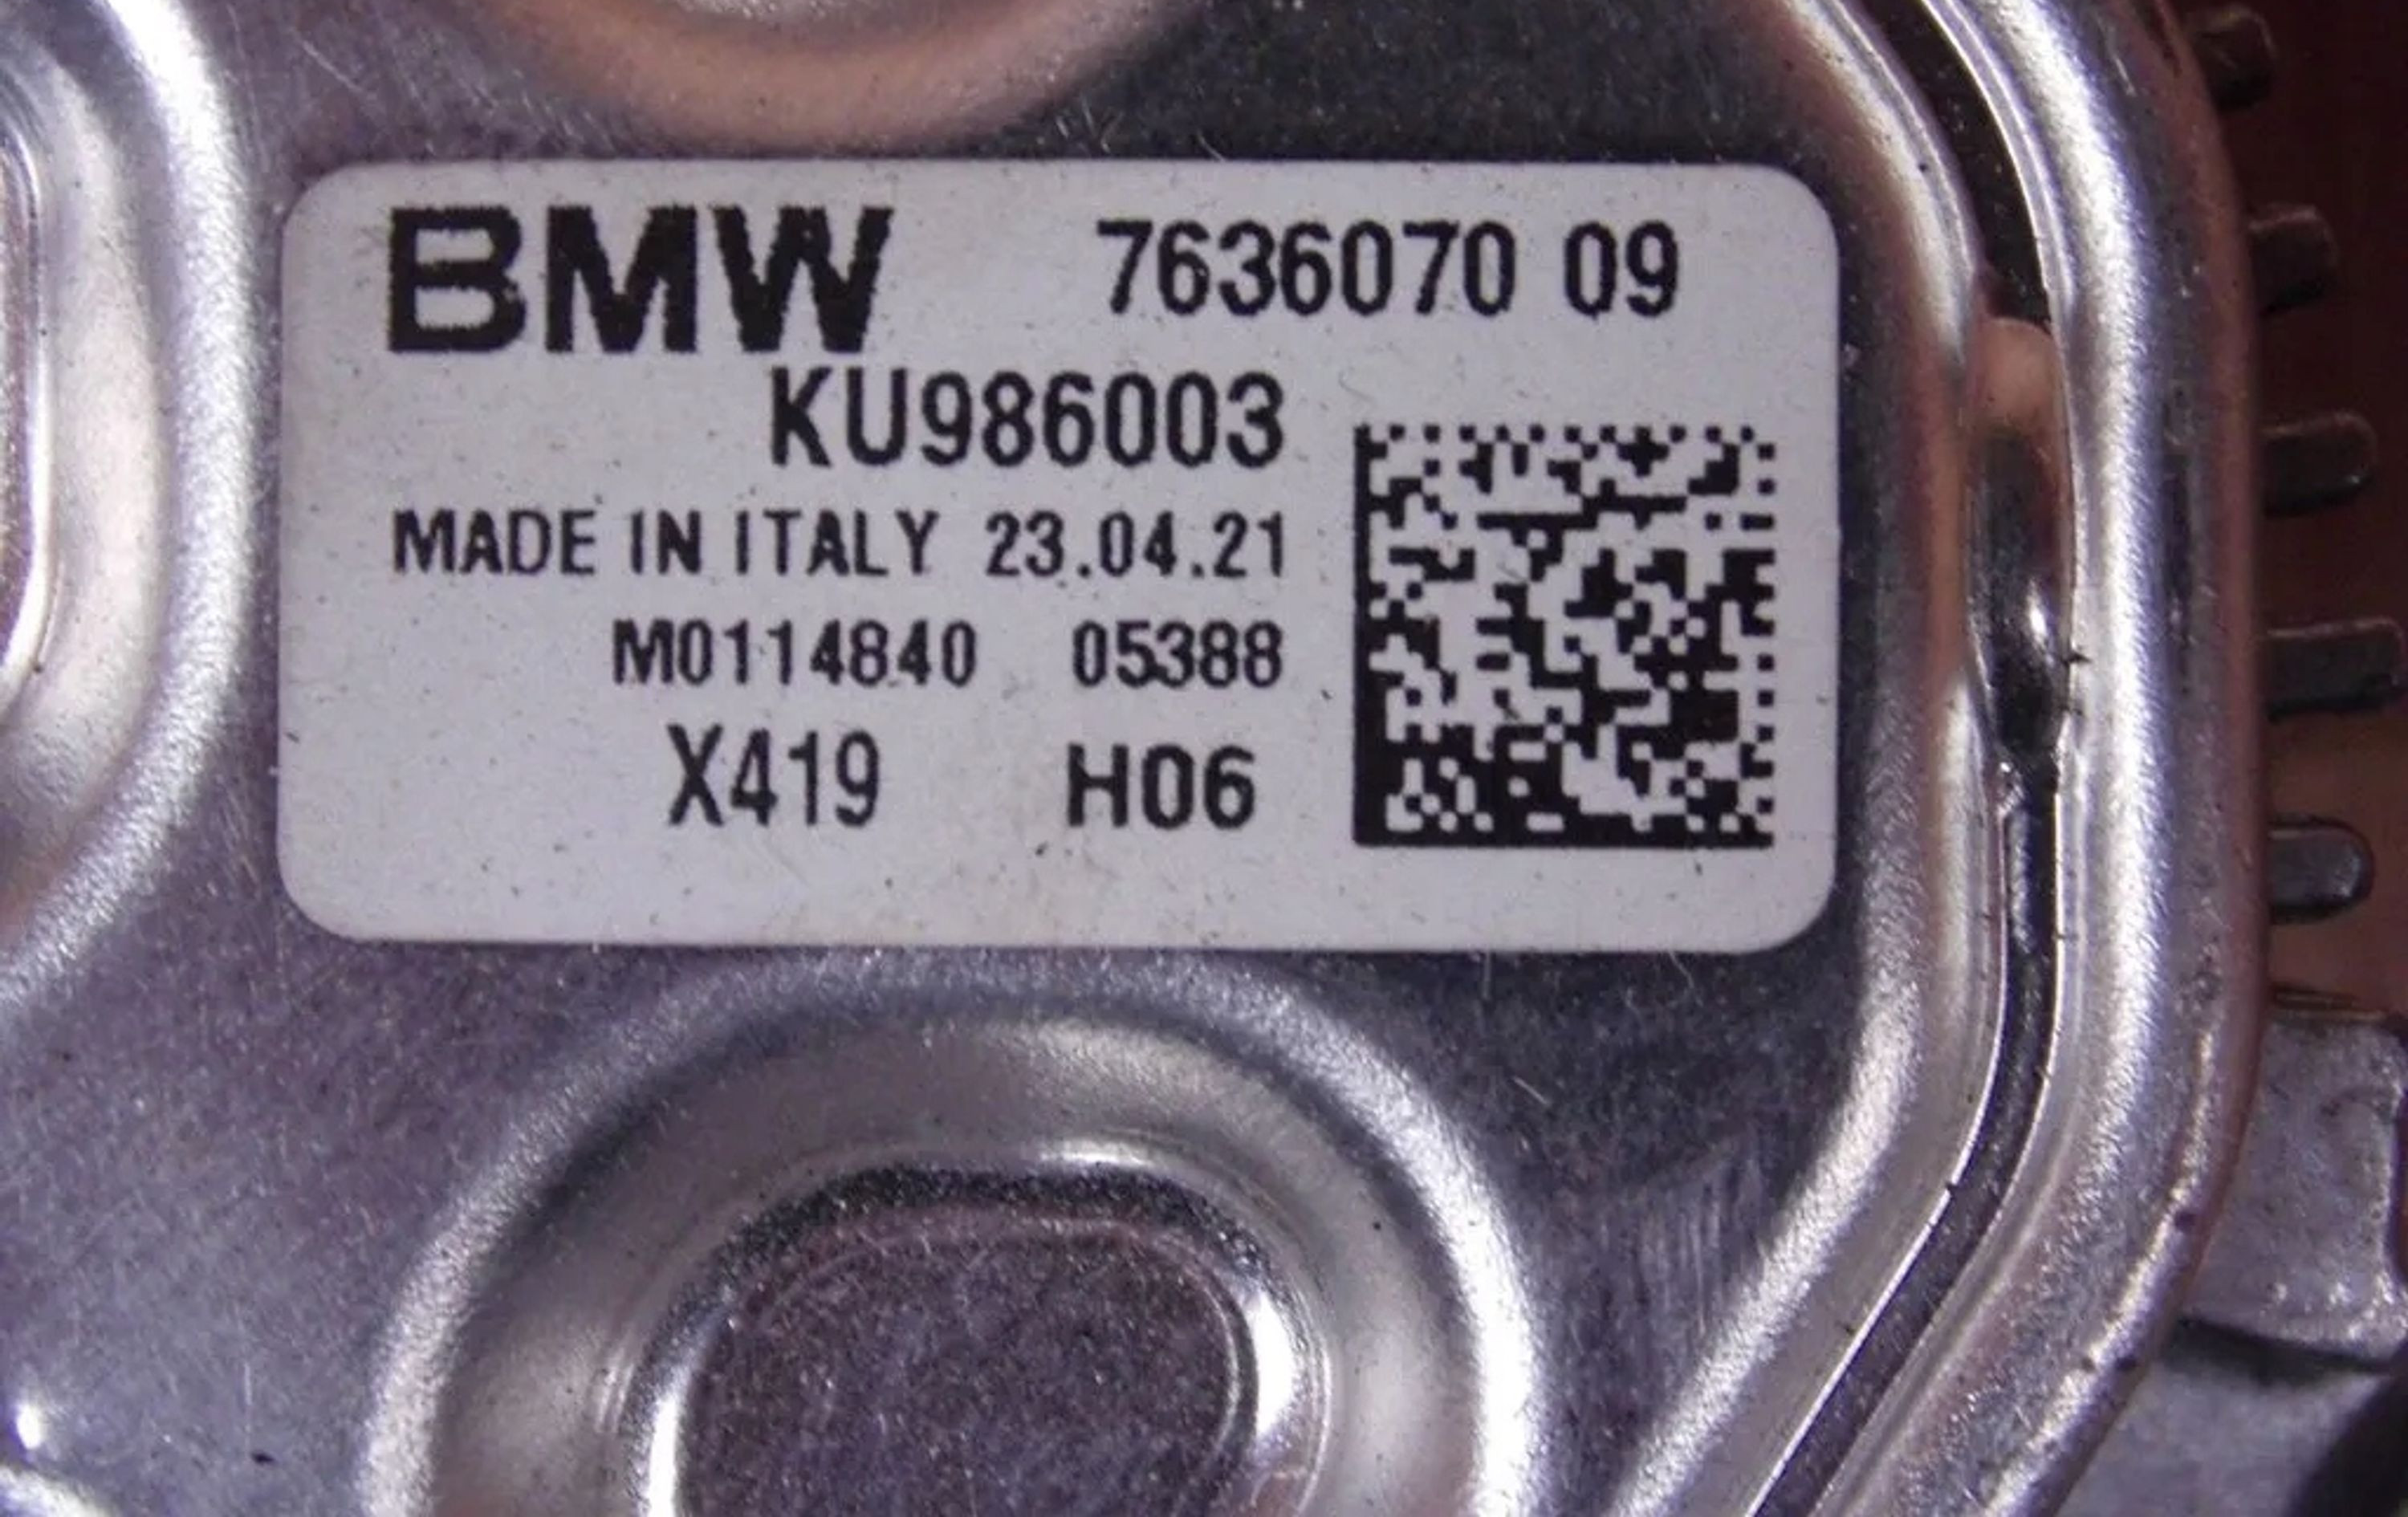 BMW 7636070 09
KU986003
MADE IN ITALY 23.04.21
M0114840 05388
X419 H06